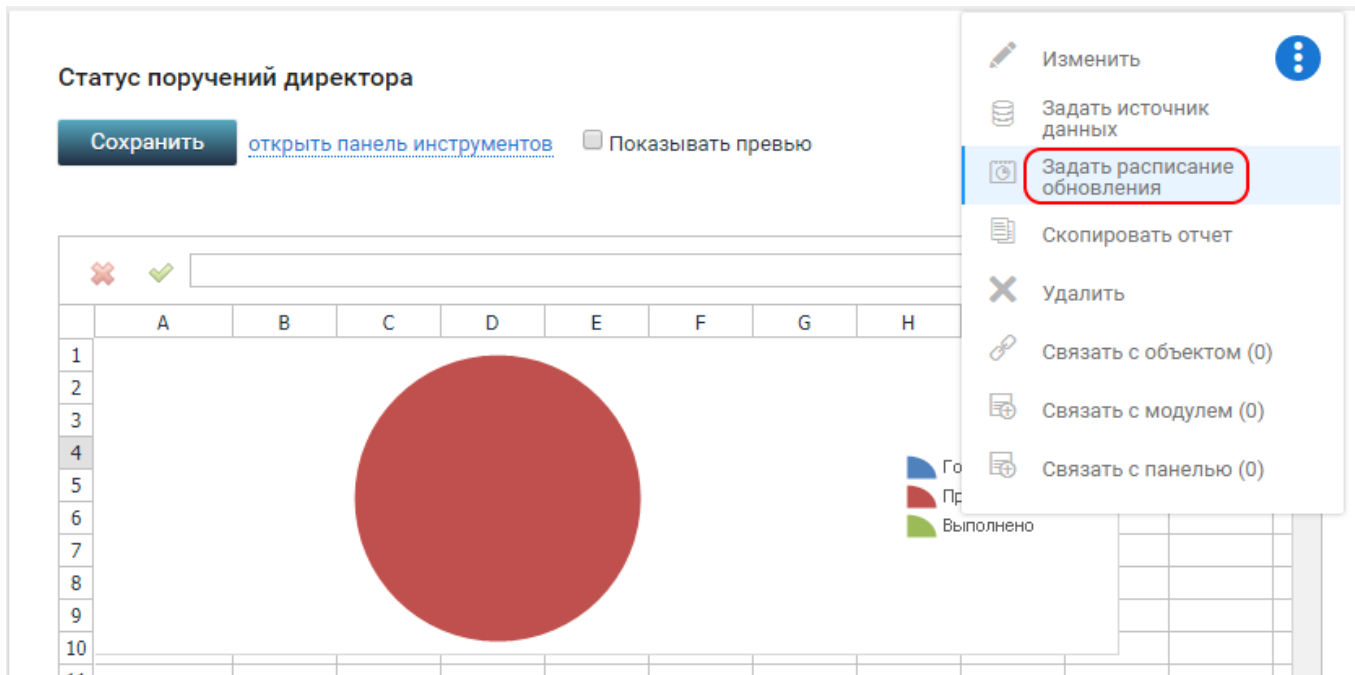 Статус поручений директора
Сохранить открыть панель инструментов Показывать превью
Изменить
Задать источник
данных
Задать расписание
обновления
Скопировать отчет
Удалить
Связать с объектом (0)
Связать с модулем (0)
Связать с панелью (0)
A B C D E F G H
1
2
3
4
5
6
7
8
9
10
Го
Пр
Выполнено